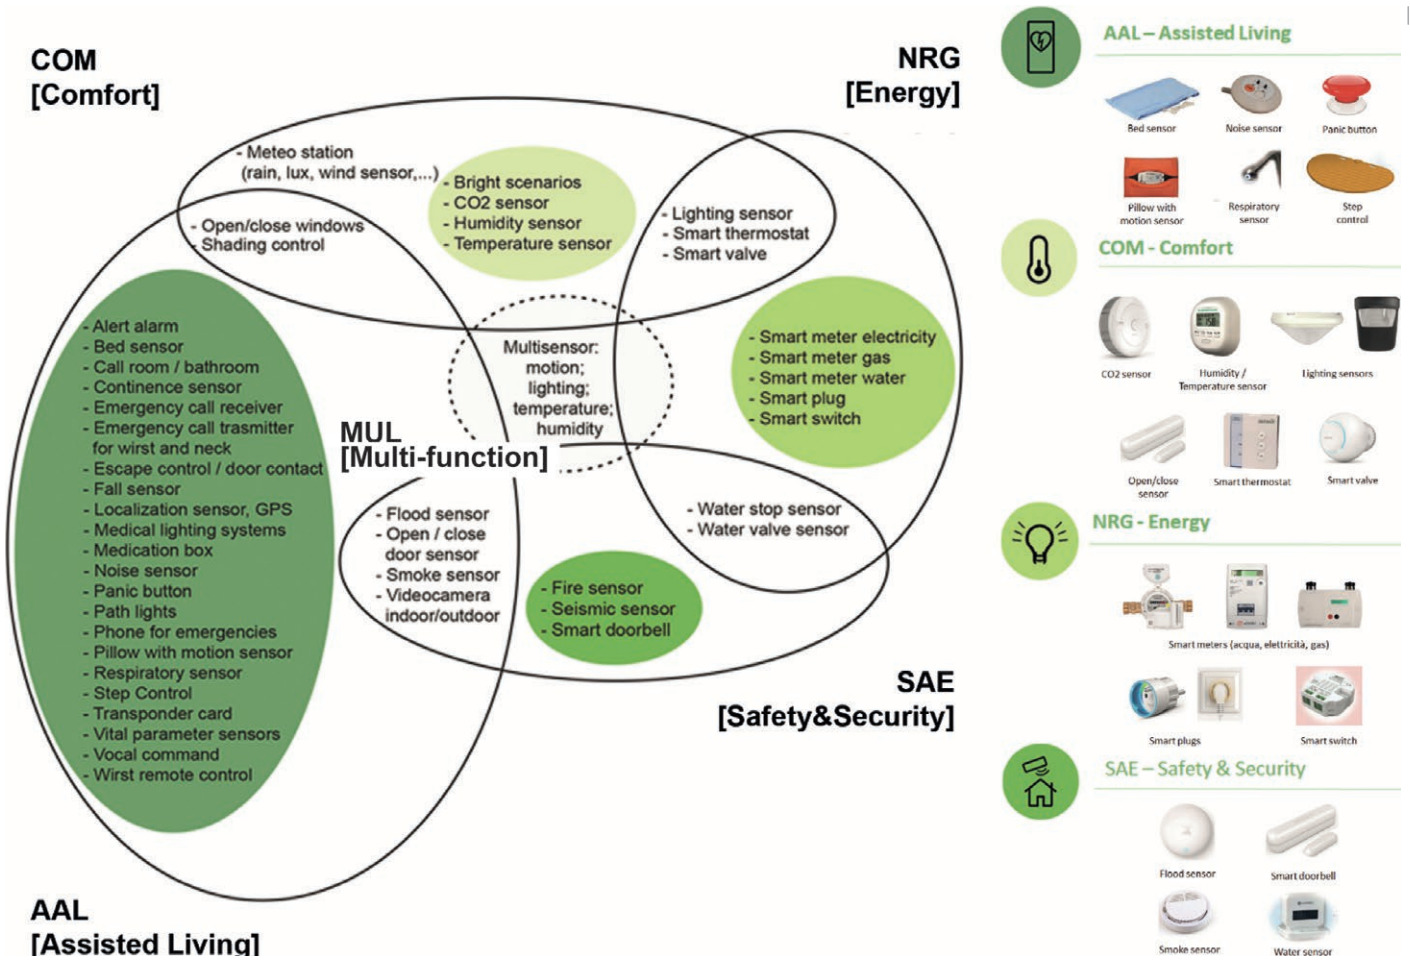 COM
[Comfort]
NRG
[Energy]
- Meteo station
(rain, lux, wind sensor,...)
- Bright scenarios
- CO2 sensor
- Humidity sensor
- Temperature sensor
- Open/close windows
- Shading control
- Lighting sensor
- Smart thermostat
- Smart valve
- Alert alarm
- Bed sensor
- Call room / bathroom
- Continence sensor
- Emergency call receiver
- Emergency call trasmitter
for wirst and neck
- Escape control / door contact
- Fall sensor
- Localization sensor, GPS
- Medical lighting systems
- Medication box
- Noise sensor
- Panic button
- Path lights
- Phone for emergencies
- Pillow with motion sensor
- Respiratory sensor
- Step Control
- Transponder card
- Vital parameter sensors
- Vocal command
- Wirst remote control
Multisensor:
motion;
lighting;
temperature;
humidity
MUL
[Multi-function]
- Smart meter electricity
- Smart meter gas
- Smart meter water
- Smart plug
- Smart switch
- Flood sensor
- Open / close
door sensor
- Smoke sensor
- Videocamera
indoor/outdoor
- Water stop sensor
- Water valve sensor
- Fire sensor
- Seismic sensor
- Smart doorbell
SAE
[Safety&Security]
AAL
[Assisted Living]
AAL – Assisted Living
Bed sensor
Noise sensor
Panic button
Pillow with
motion sensor
Respiratory
sensor
Step
control
COM - Comfort
CO2 sensor
Humidity /
Temperature sensor
Lighting sensors
Open/close
sensor
Smart thermostat
Smart valve
NRG - Energy
Smart meters (acqua, elettricità, gas)
Smart plugs
Smart switch
SAE – Safety & Security
Flood sensor
Smart doorbell
Smoke sensor
Water sensor